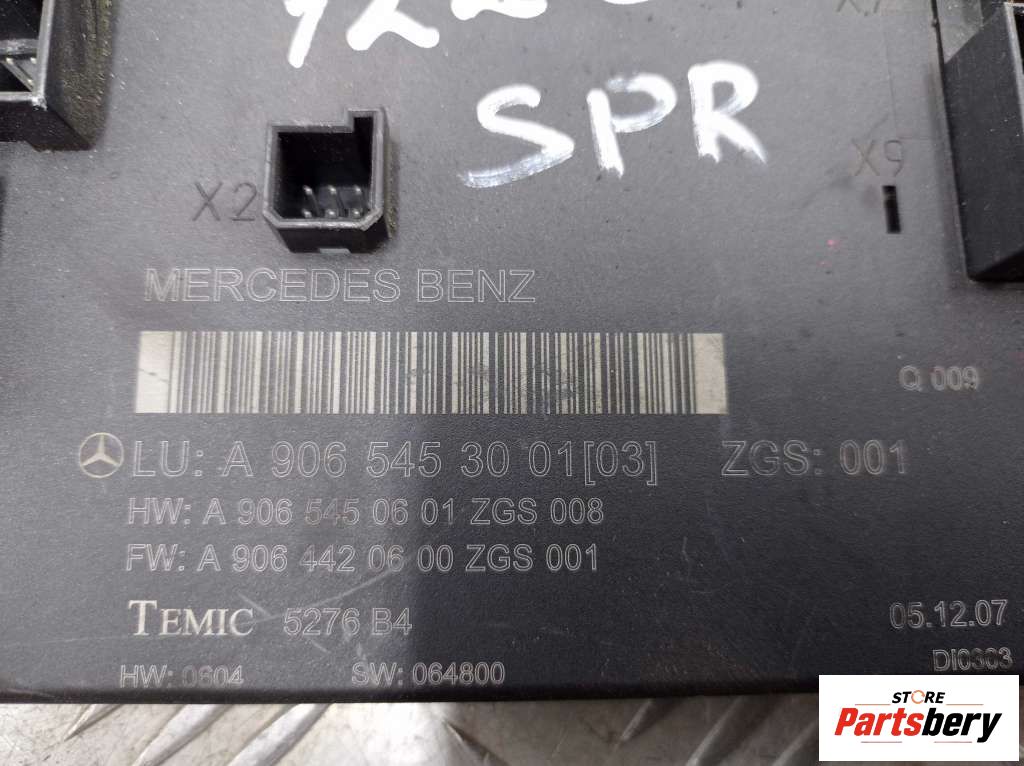 SPR
X2
X9
MERCEDES BENZ
Q 009
LU: A 906 545 30 01[03] ZGS: 001
HW: A 906 545 06 01 ZGS 008
FW: A 906 442 06 00 ZGS 001
TEMIC 5276 B4 05.12.07
HW: 0604 SW: 064800
DI0303
STORE
Partsbery